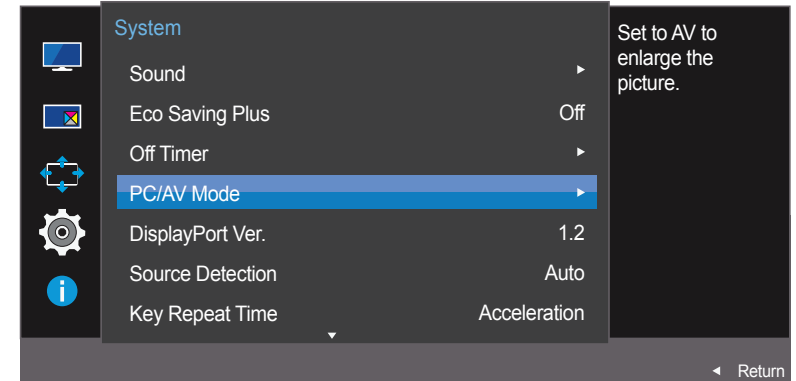 System
Sound
Eco Saving Plus Off
Off Timer
PC/AV Mode
DisplayPort Ver. 1.2
Source Detection Auto
Key Repeat Time Acceleration
Set to AV to
enlarge the
picture.
Return